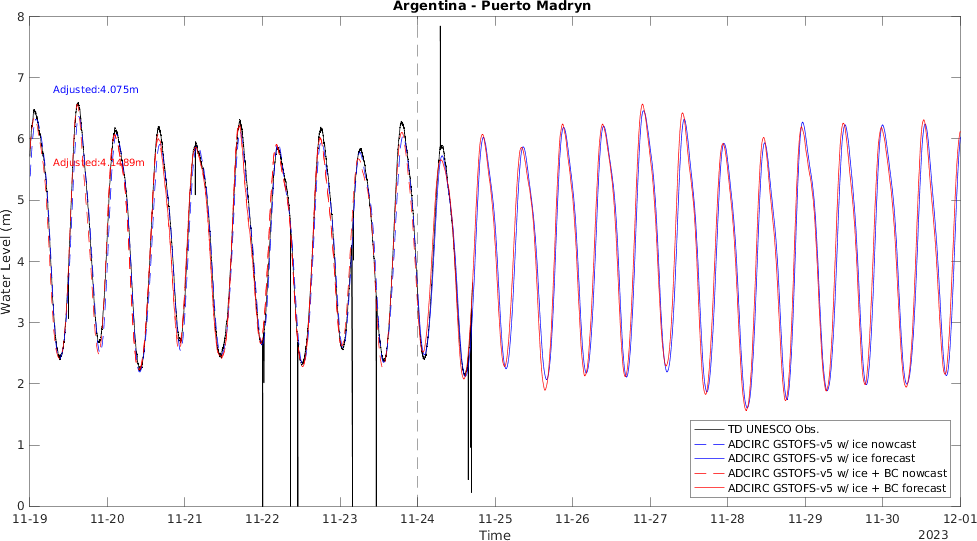 Argentina - Puerto Madryn
8
7
6
5
4
3
2
1
0
Water Level (m)
Adjusted:4.075m
Adjusted:4.1489m
TD UNESCO Obs.
ADCIRC GSTOFS-v5 w/ ice nowcast
ADCIRC GSTOFS-v5 w/ ice forecast
ADCIRC GSTOFS-v5 w/ ice + BC nowcast
ADCIRC GSTOFS-v5 w/ ice + BC forecast
11-19 11-20 11-21 11-22 11-23 11-24 11-25 11-26 11-27 11-28 11-29 11-30 12-01
Time
2023